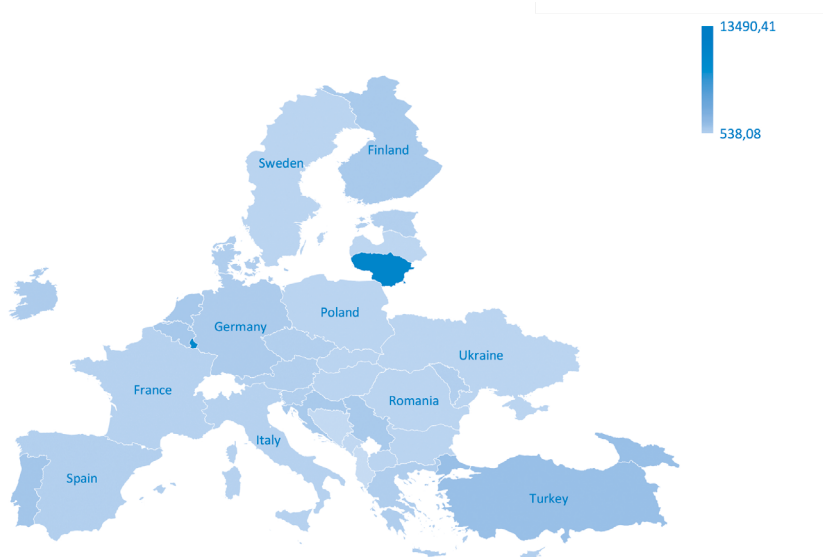 13490,41
538,08
Finland
Sweden
Poland
Germany
Ukraine
France
Romania
Italy
Spain
Turkey